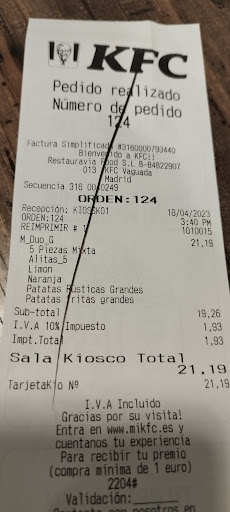 KFC
Pedido realizado
Número de pedido
124
Factura Simplificada #3160000793440
Bienvenido a KFC!!
Restauravia Food S.L B-84822907
013 KFC Vaguada
Madrid
Secuencia 316 0000249
ORDEN:124
Recepción: KIOSK01 18/04/2023
ORDEN:124 3:40 PM
REIMPRIMIR # 1 1010015
M_Duo_G 21,19
5 Piezas Mixta
Alitas_5
Limon
Naranja
Patatas Rusticas Grandes
Patatas fritas grandes
Sub-total 19,26
I.V.A 10% Impuesto 1,93
Impt.Total 1,93
Sala Kiosco Total
21,19
TarjetaKio Nº 21,19
I.V.A Incluido
Gracias por su visita!
Entra en www.mikfc.es y
cuentanos tu experiencia
Para recibir tu premio
(compra minima de 1 euro)
2204#
Validación:
Contacta con nosotros en